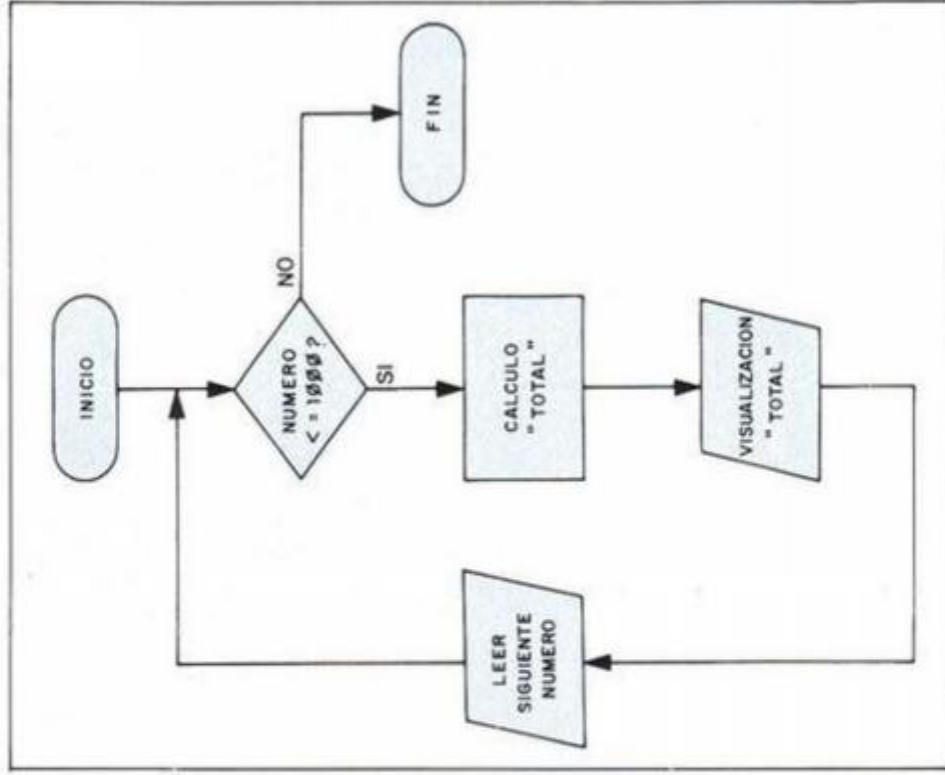 INICIO
NUMERO
< = 1000 ?
NO
SI
FIN
CALCULO
"TOTAL"
VISUALIZACION
"TOTAL"
LEER
SIGUIENTE
NUMERO